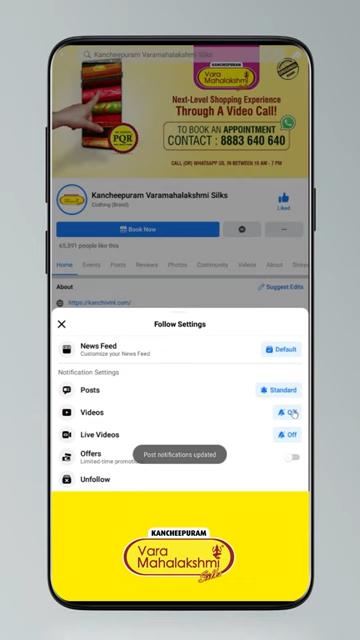 Kancheepuram Varamahalakshmi Silks
KANCHEEPURAM
Vara
Mahalakshmi
Next-Level Shopping Experience
Through A Video Call!
TO BOOK AN APPOINTMENT
CONTACT : 8883 640 640
CALL (OR) WHATSAPP US, IN BETWEEN 10 AM - 7 PM
PQR
Kancheepuram Varamahalakshmi Silks
Clothing (Brand)
Liked
Book Now
65,391 people like this
Home Events Posts Reviews Photos Community Videos About Shares
About
Suggest Edits
https://kanchivml.com/
Follow Settings
News Feed
Customize your News Feed
Default
Notification Settings
Posts
Standard
Videos
Live Videos
Off
Offers
Limited-time
Post notifications updated
Unfollow
KANCHEEPURAM
Vara
Mahalakshmi
Silks